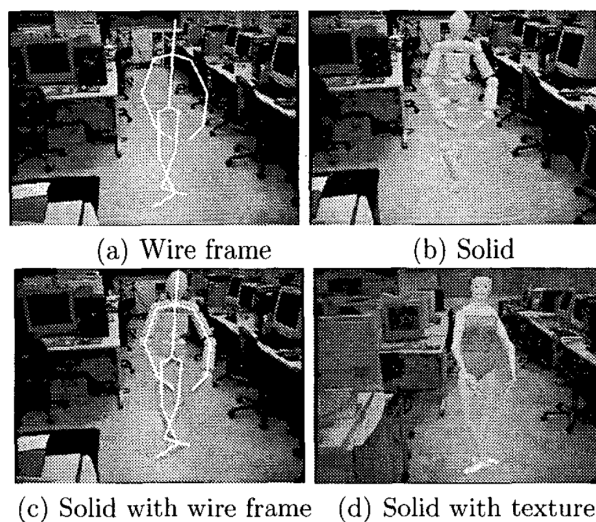 (a) Wire frame
(b) Solid
(c) Solid with wire frame
(d) Solid with texture